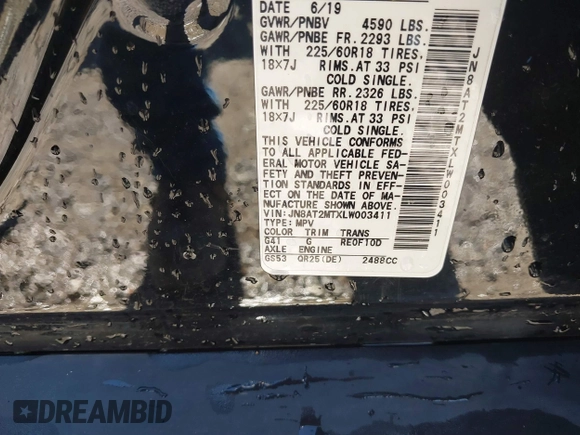 DATE 6/19
GVWR/PNBV 4590 LBS.
GAWR/PNBE FR. 2293 LBS.
WITH 225/60R18 TIRES.
18×7J RIMS. AT 33 PSI
COLD SINGLE.
GAWR/PNBE RR. 2326 LBS.
WITH 225/60R18 TIRES.
18×7J RIMS. AT 33 PSI
COLD SINGLE.
THIS VEHICLE CONFORMS
TO ALL APPLICABLE FED-
ERAL MOTOR VEHICLE SA-
FETY AND THEFT PREVEN-
TION STANDARDS IN EFF-
ECT ON THE DATE OF MA-
NUFACTURE SHOWN ABOVE.
VIN: JN8AT2MTXLW003411
TYPE: MPV
COLOR TRIM TRANS
G41 G RE0F10D
AXLE ENGINE
GS53 QR25(DE) 2488CC
JN8AT2MTXLW003411
DREAMBID